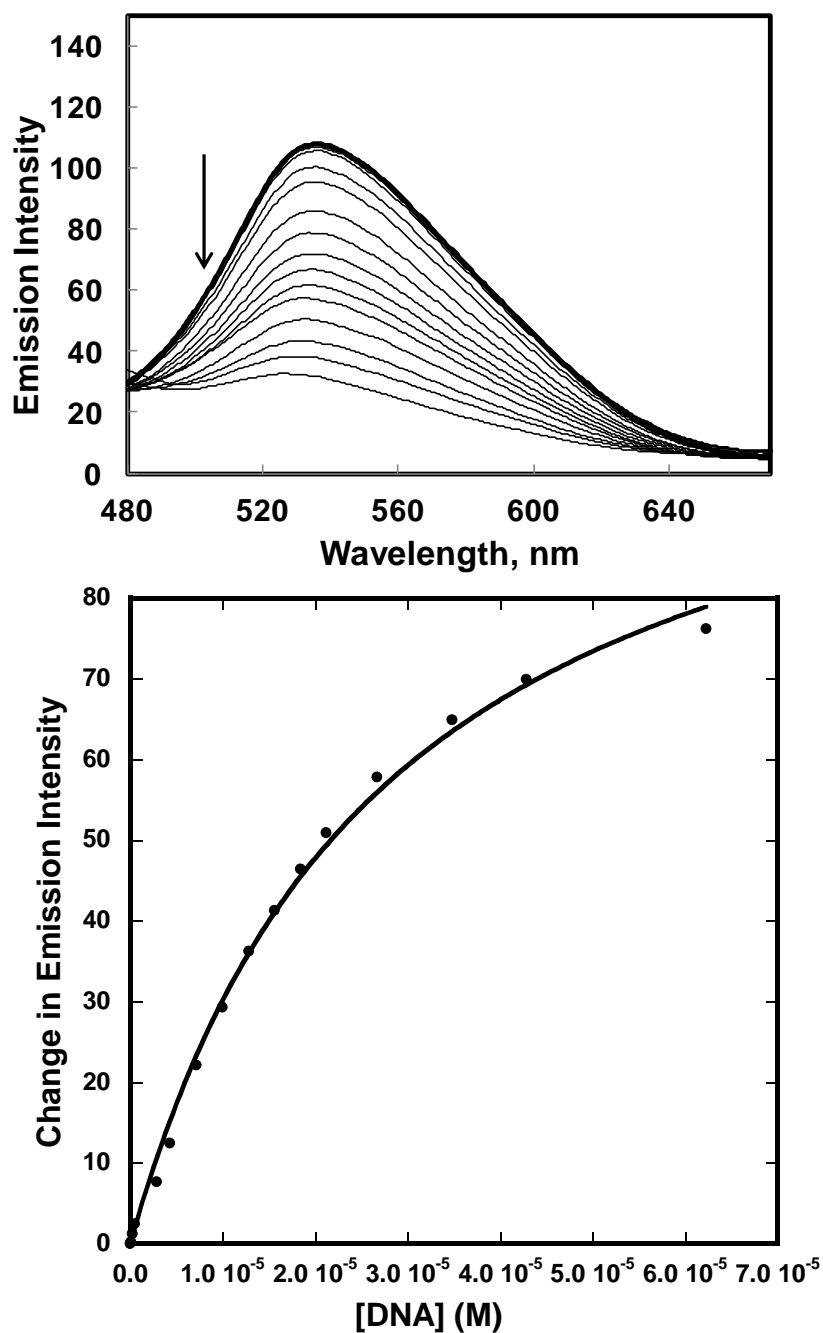 140
120
100
80
60
40
20
0
Emission Intensity
480 520 560 600 640
Wavelength, nm
80
70
60
50
40
30
20
10
0
Change in Emission Intensity
0.0 1.0 10⁻⁵ 2.0 10⁻⁵ 3.0 10⁻⁵ 4.0 10⁻⁵ 5.0 10⁻⁵ 6.0 10⁻⁵ 7.0 10⁻⁵
[DNA] (M)